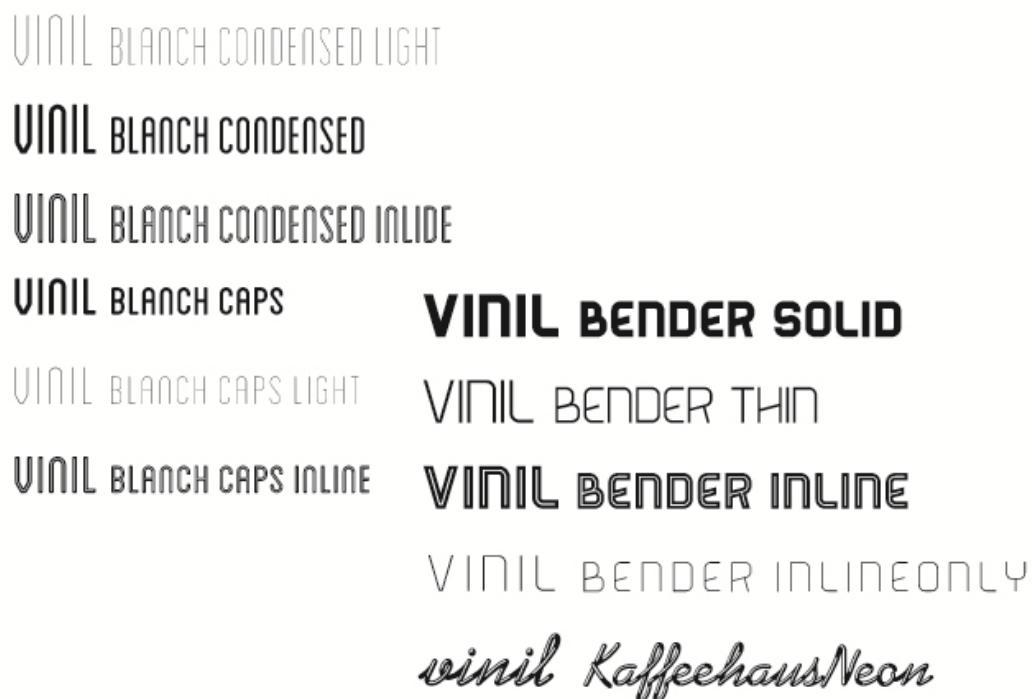 VINIL BLANCH CONDENSED LIGHT
VINIL BLANCH CONDENSED
VINIL BLANCH CONDENSED INLIDE
VINIL BLANCH CAPS
VINIL BLANCH CAPS LIGHT
VINIL BLANCH CAPS INLINE
VINIL BENDER SOLID
VINIL BENDER THIN
VINIL BENDER INLINE
VINIL BENDER INLINEONLY
vinil KaffeehausNeon